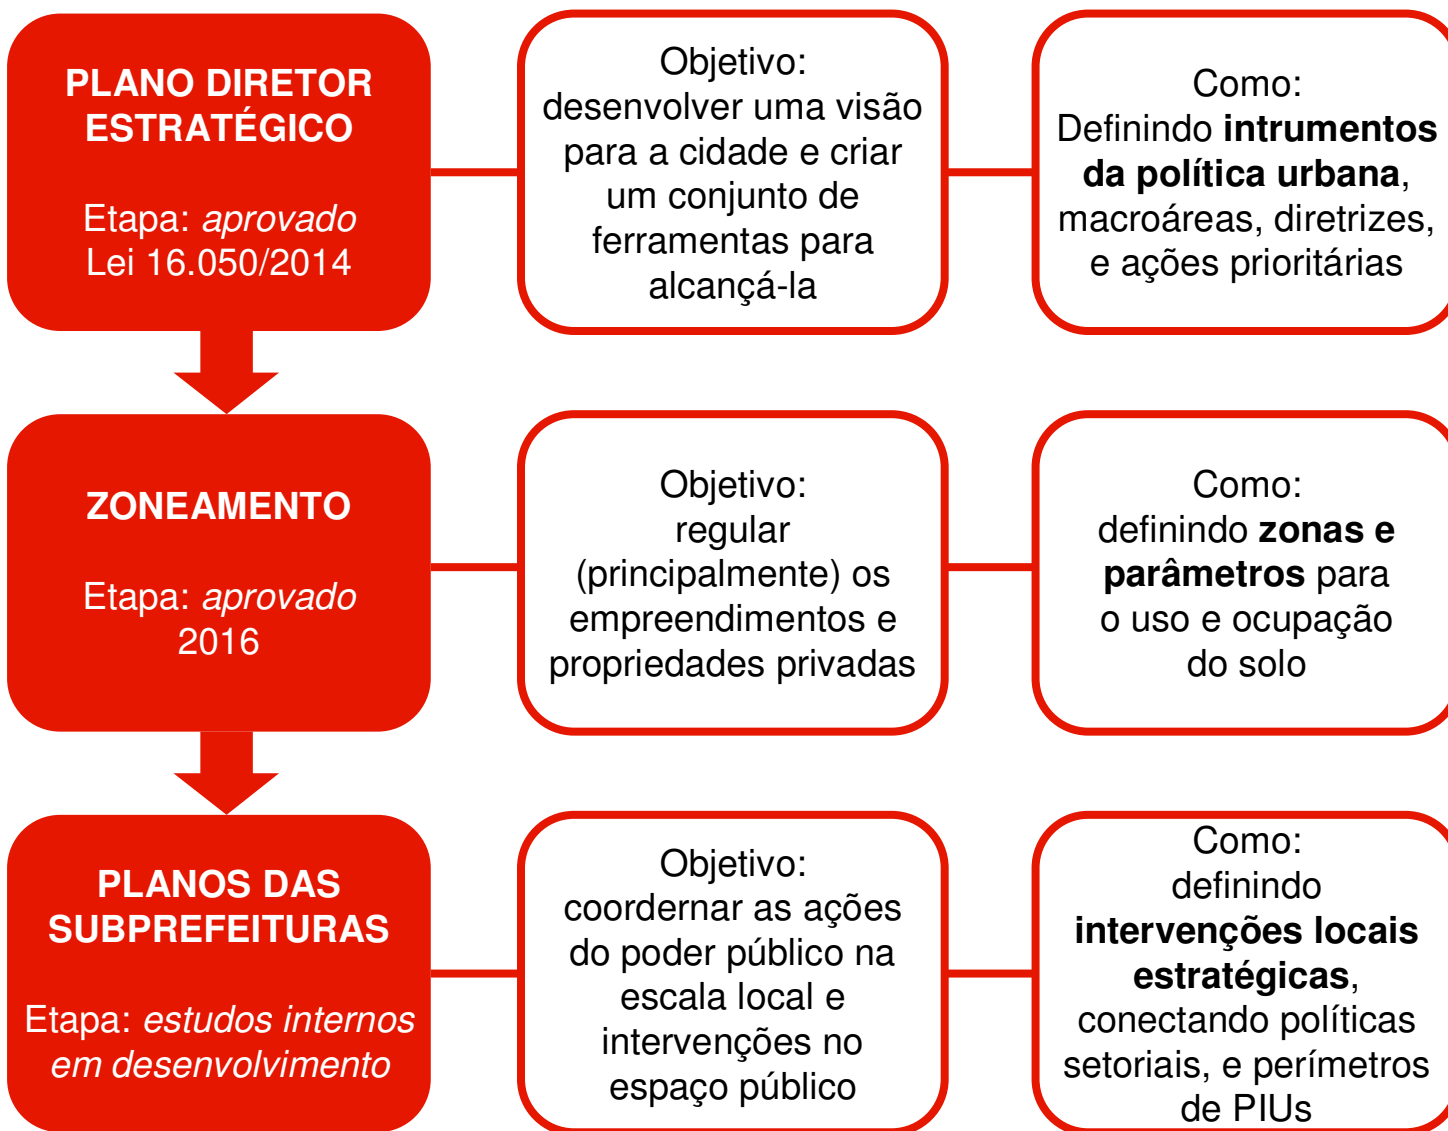 PLANO DIRETOR
ESTRATÉGICO
Etapa: aprovado
Lei 16.050/2014
Objetivo:
desenvolver uma visão
para a cidade e criar
um conjunto de
ferramentas para
alcançá-la
Como:
Definindo intrumentos
da política urbana,
macroáreas, diretrizes,
e ações prioritárias
ZONEAMENTO
Etapa: aprovado
2016
Objetivo:
regular
(principalmente) os
empreendimentos e
propriedades privadas
Como:
definindo zonas e
parâmetros para
o uso e ocupação
do solo
PLANOS DAS
SUBPREFEITURAS
Etapa: estudos internos
em desenvolvimento
Objetivo:
coordernar as ações
do poder público na
escala local e
intervenções no
espaço público
Como:
definindo
intervenções locais
estratégicas,
conectando políticas
setoriais, e perímetros
de PIUs